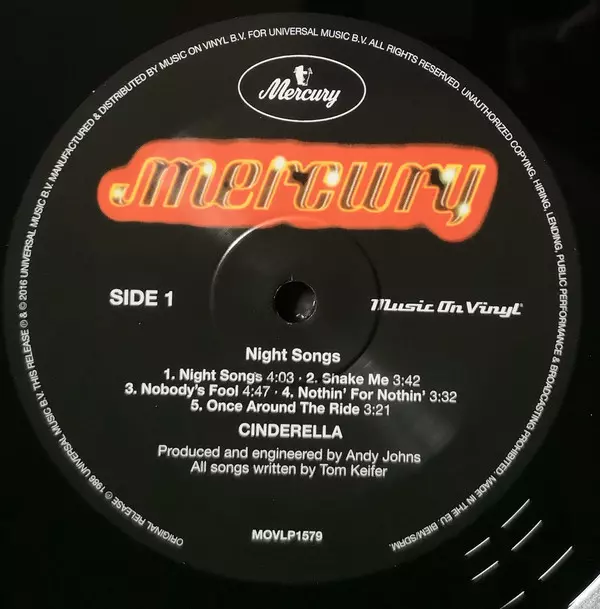 ORIGINAL RELEASE ℗ 1986 UNIVERSAL MUSIC B.V. THIS RELEASE ℗ & © 2016 UNIVERSAL MUSIC B.V. MANUFACTURED & DISTRIBUTED BY MUSIC ON VINYL B.V. FOR UNIVERSAL MUSIC B.V. ALL RIGHTS RESERVED. UNAUTHORIZED COPYING, HIRING, LENDING, PUBLIC PERFORMANCE & BROADCASTING PROHIBITED. MADE IN THE EU. BIEM/SDRM.
Mercury
mercury
SIDE 1
Music On Vinyl®
Night Songs
1. Night Songs 4:03 · 2. Shake Me 3:42
3. Nobody's Fool 4:47 · 4. Nothin' For Nothin' 3:32
5. Once Around The Ride 3:21
CINDERELLA
Produced and engineered by Andy Johns
All songs written by Tom Keifer
MOVLP1579